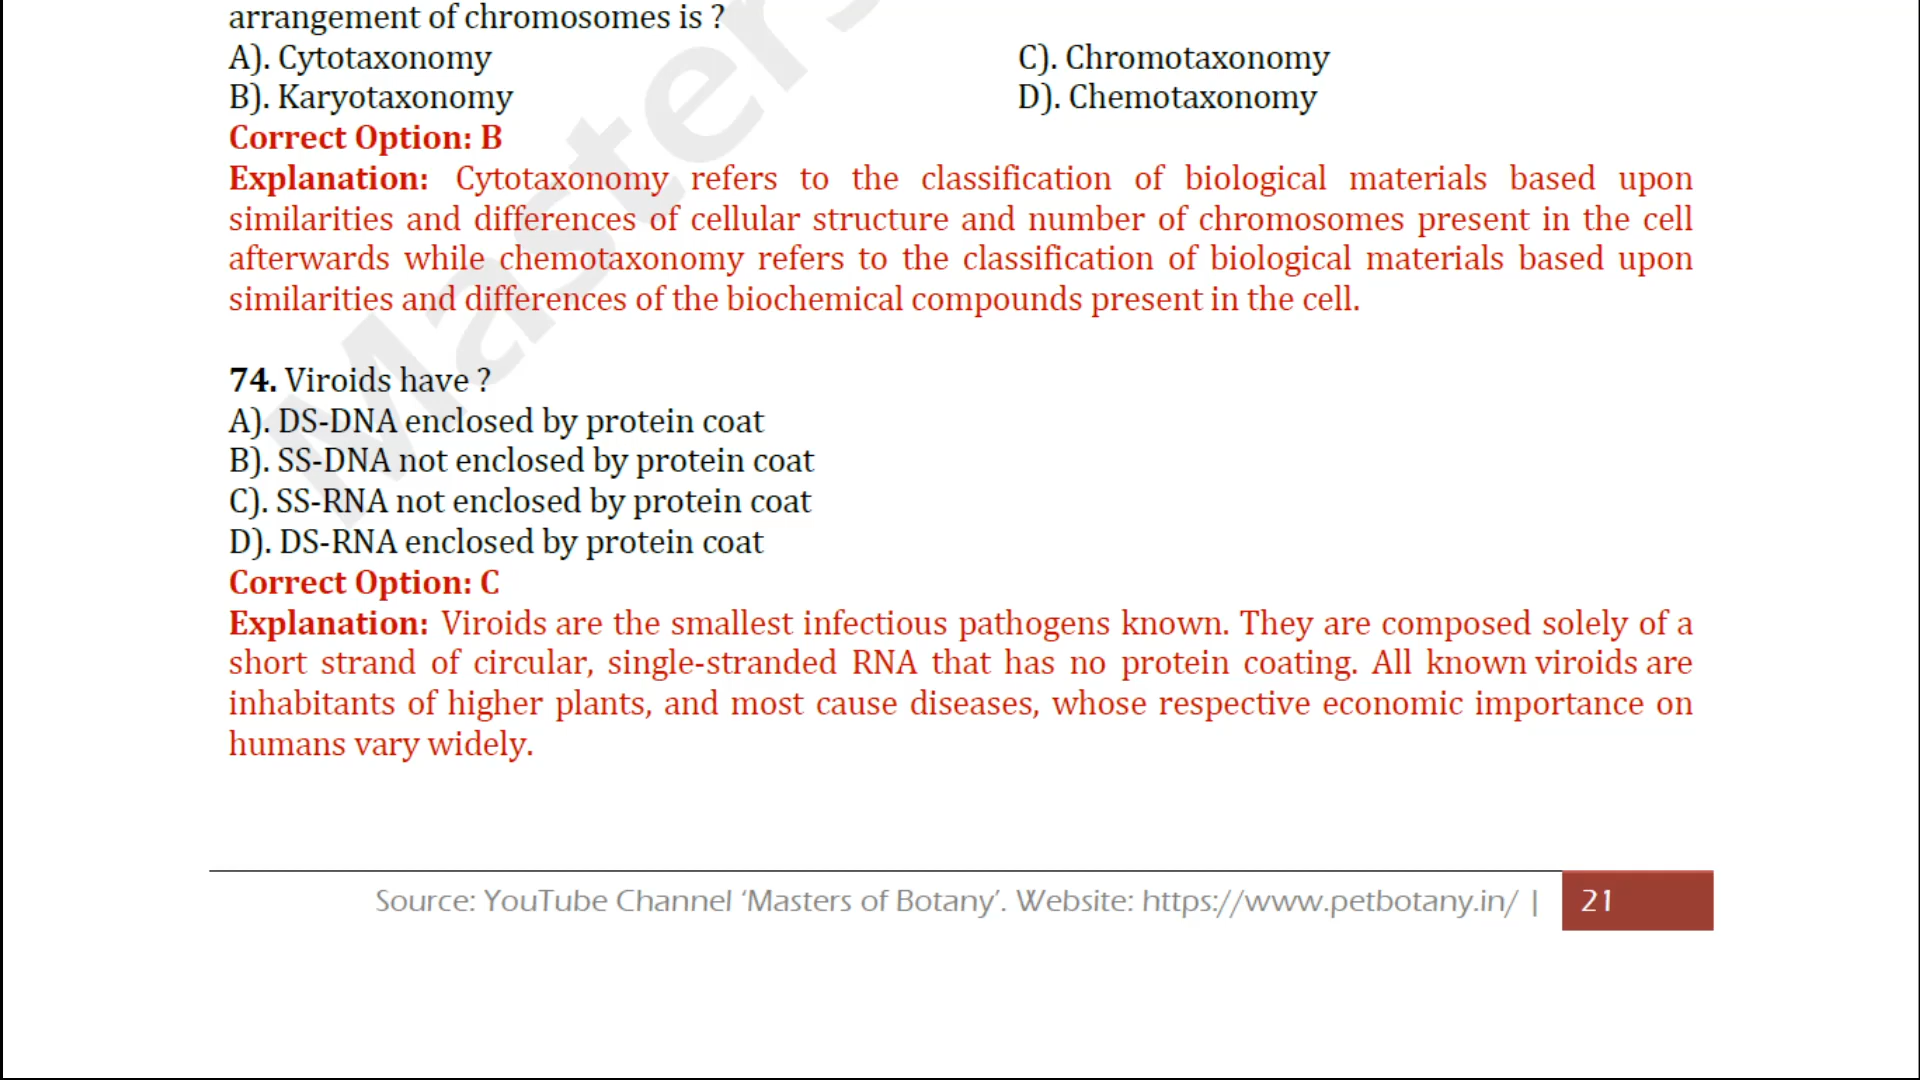 arrangement of chromosomes is ?
A). Cytotaxonomy
C). Chromotaxonomy
B). Karyotaxonomy
D). Chemotaxonomy
Correct Option: B
Explanation: Cytotaxonomy refers to the classification of biological materials based upon
similarities and differences of cellular structure and number of chromosomes present in the cell
afterwards while chemotaxonomy refers to the classification of biological materials based upon
similarities and differences of the biochemical compounds present in the cell.
74. Viroids have ?
A). DS-DNA enclosed by protein coat
B). SS-DNA not enclosed by protein coat
C). SS-RNA not enclosed by protein coat
D). DS-RNA enclosed by protein coat
Correct Option: C
Explanation: Viroids are the smallest infectious pathogens known. They are composed solely of a
short strand of circular, single-stranded RNA that has no protein coating. All known viroids are
inhabitants of higher plants, and most cause diseases, whose respective economic importance on
humans vary widely.
Masters
Source: YouTube Channel ‘Masters of Botany’. Website: https://www.petbotany.in/ | 21